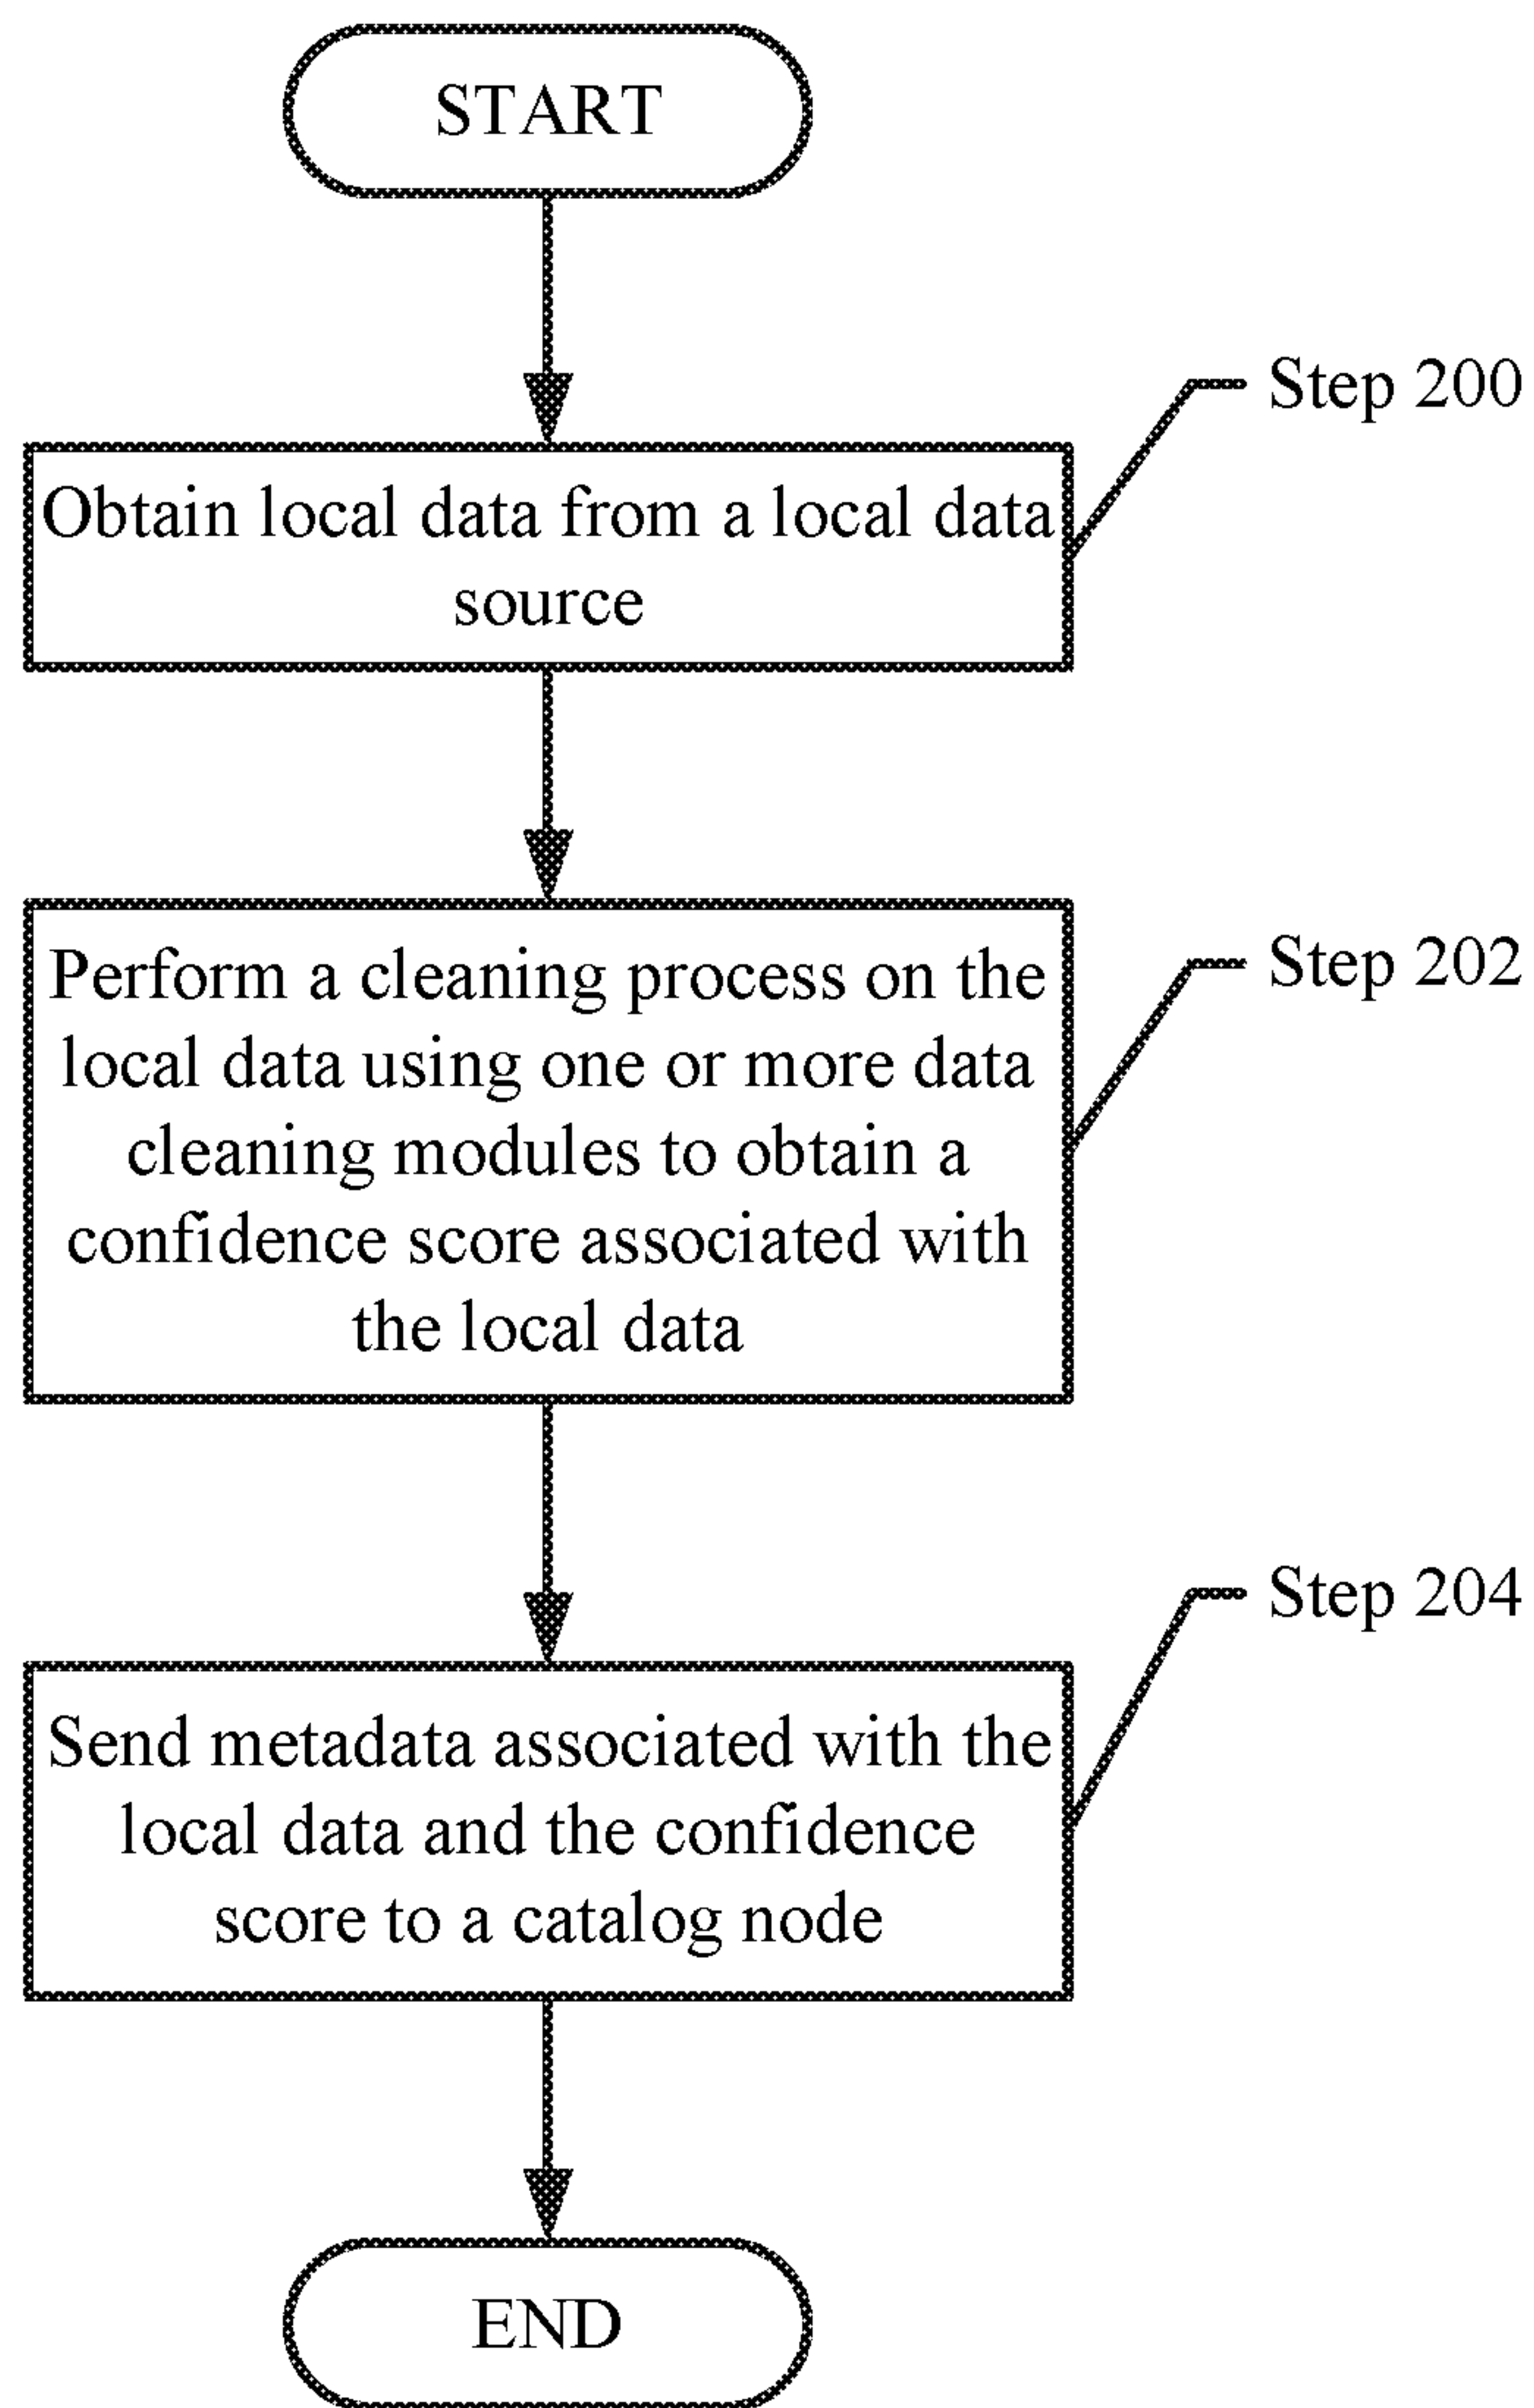 START
Step 200
Obtain local data from a local data
source
Step 202
Perform a cleaning process on the
local data using one or more data
cleaning modules to obtain a
confidence score associated with
the local data
Step 204
Send metadata associated with the
local data and the confidence
score to a catalog node
END